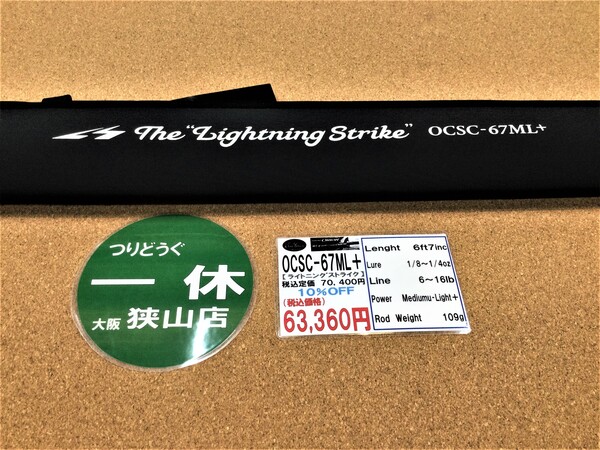 The "Lightning Strike" OCSC-67ML+
つりどうぐ
一休
大阪 狭山店
OCSC-67ML+
【ライトニングストライク】
税込定価 70,400円
10%OFF
(税込価格)
63,360円
Lenght 6ft7inc
Lure 1/8〜1/4oz
Line 6〜16lb
Power Mediumu-Light+
Rod Weight 109g